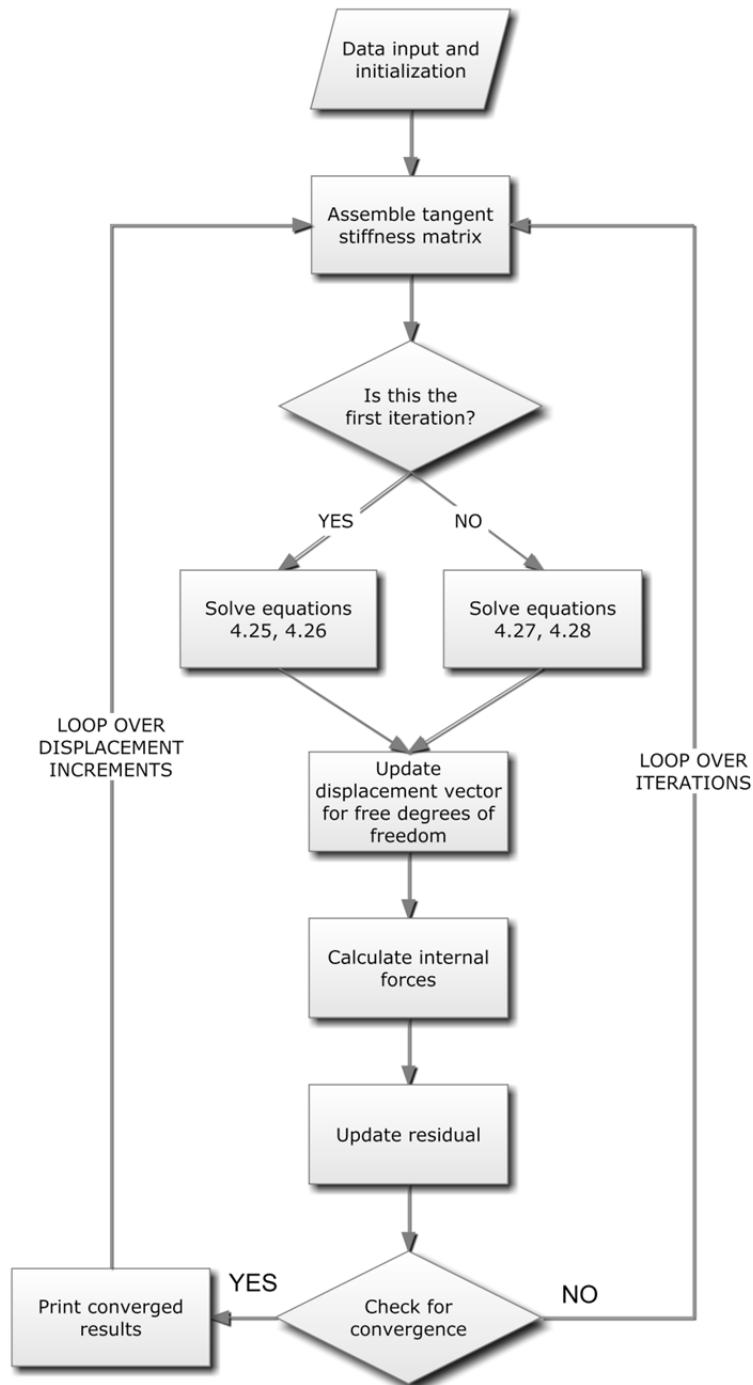 Data input and
initialization
Assemble tangent
stiffness matrix
Is this the
first iteration?
YES
NO
Solve equations
4.25, 4.26
Solve equations
4.27, 4.28
LOOP OVER
DISPLACEMENT
INCREMENTS
Update
displacement vector
for free degrees of
freedom
LOOP OVER
ITERATIONS
Calculate internal
forces
Update residual
Check for
convergence
YES
NO
Print converged
results